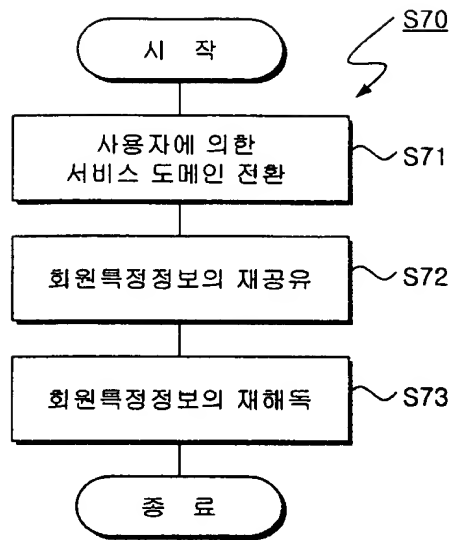 시 작
S70
사용자에 의한
서비스 도메인 전환
S71
회원특정정보의 재공유
S72
회원특정정보의 재해독
S73
종 료